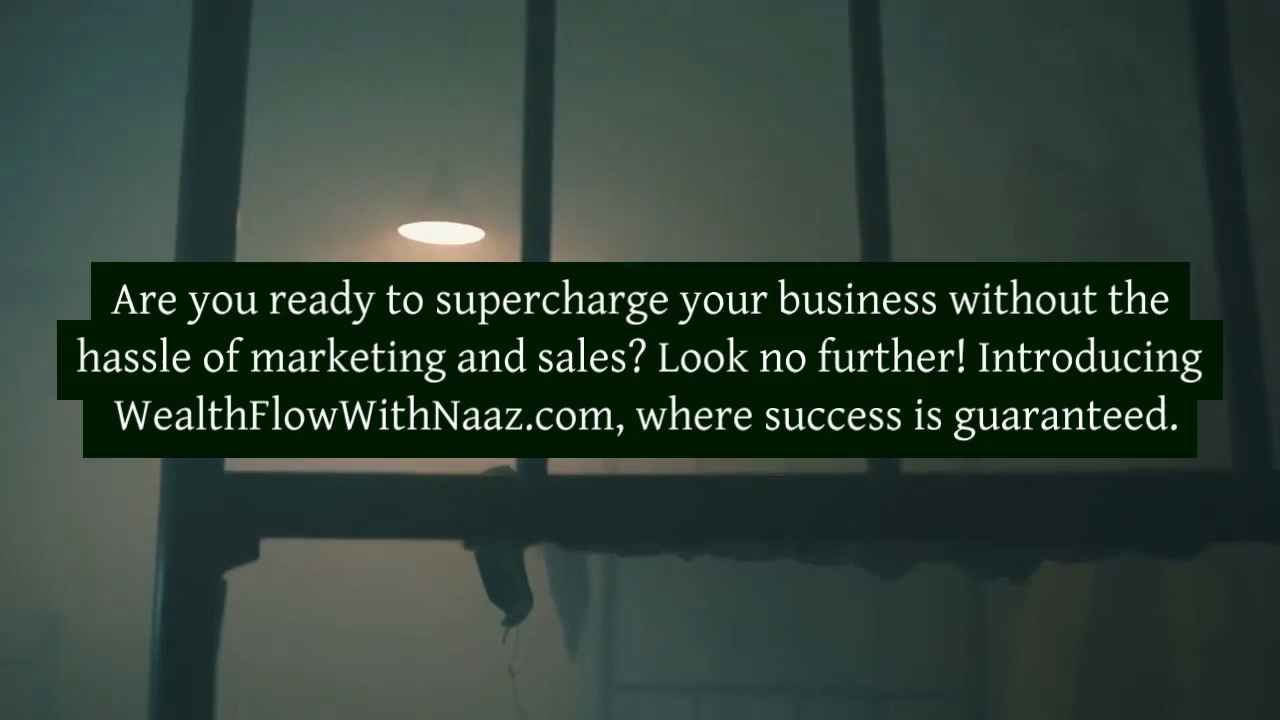 Are you ready to supercharge your business without the
hassle of marketing and sales? Look no further! Introducing
WealthFlowWithNaaz.com, where success is guaranteed.